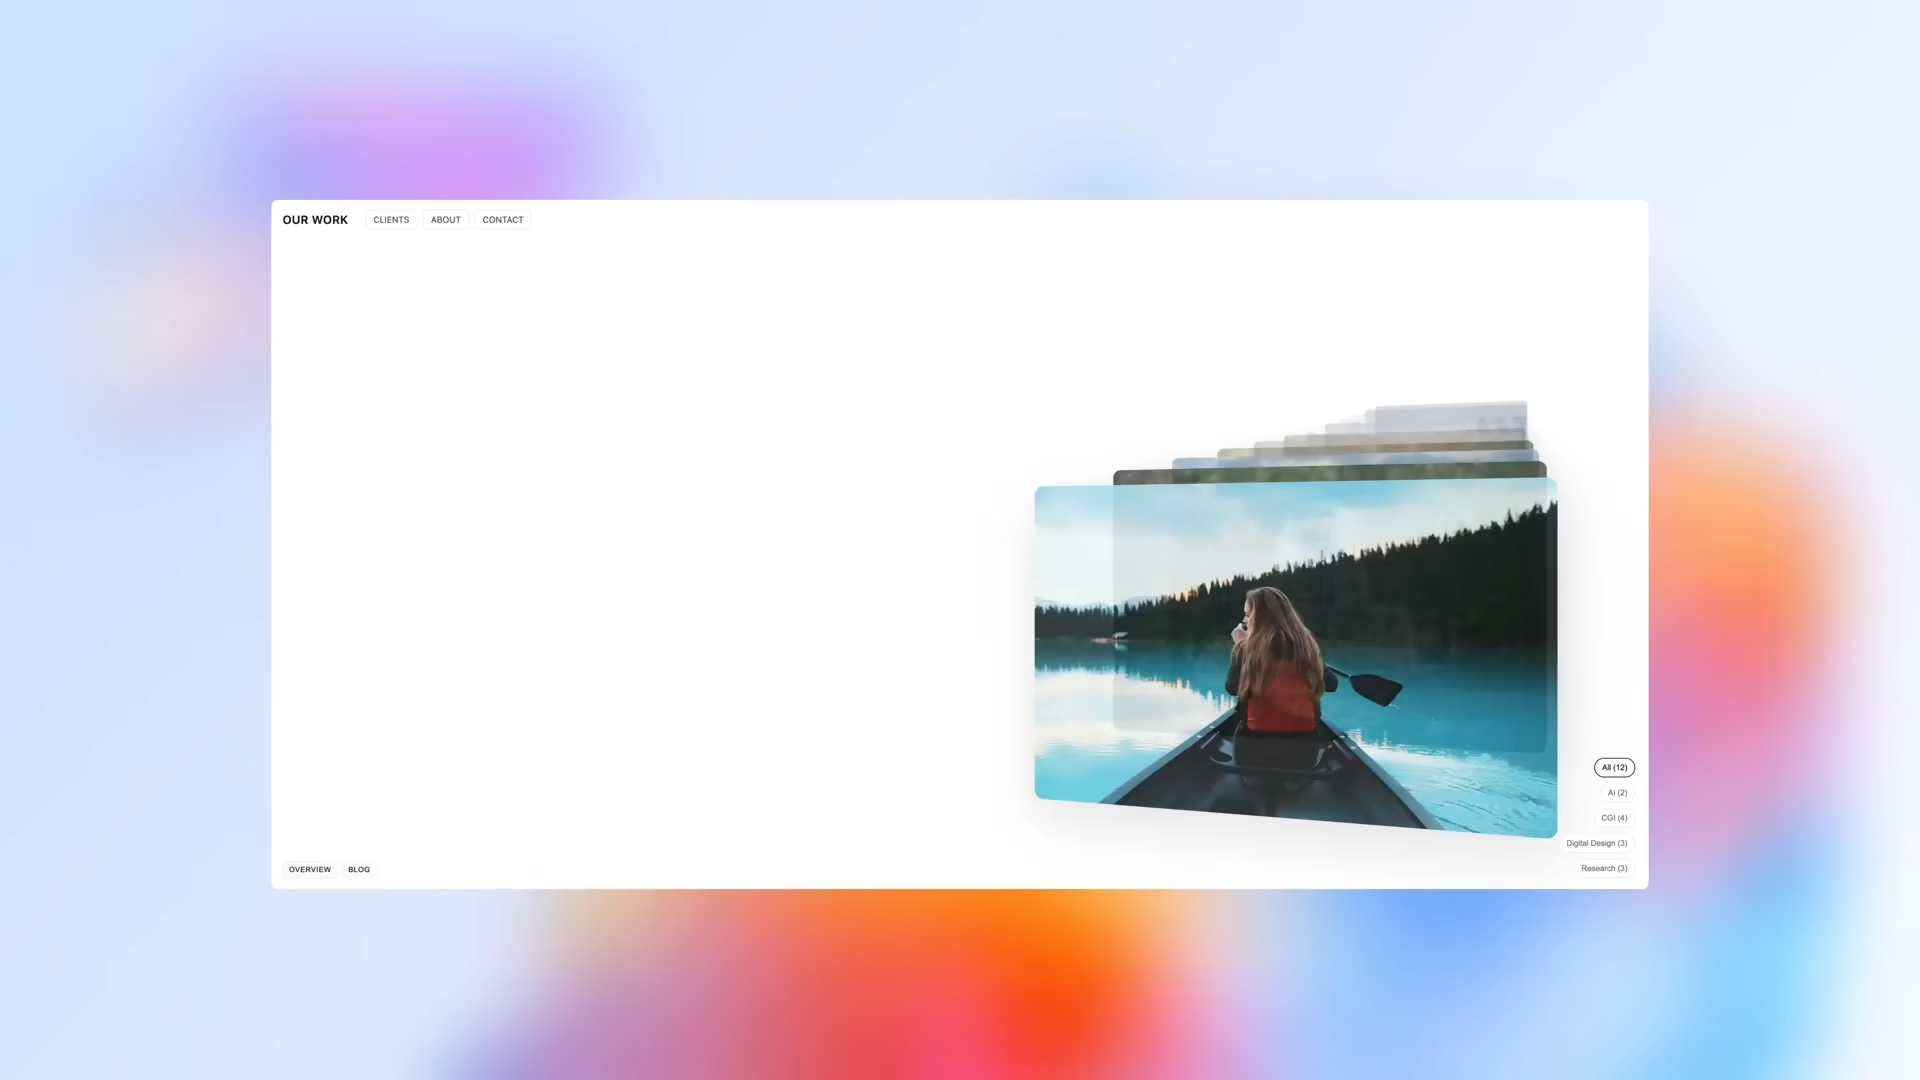 OUR WORK
CLIENTS
ABOUT
CONTACT
All (12)
AI (2)
CGI (4)
Digital Design (3)
Research (3)
OVERVIEW
BLOG